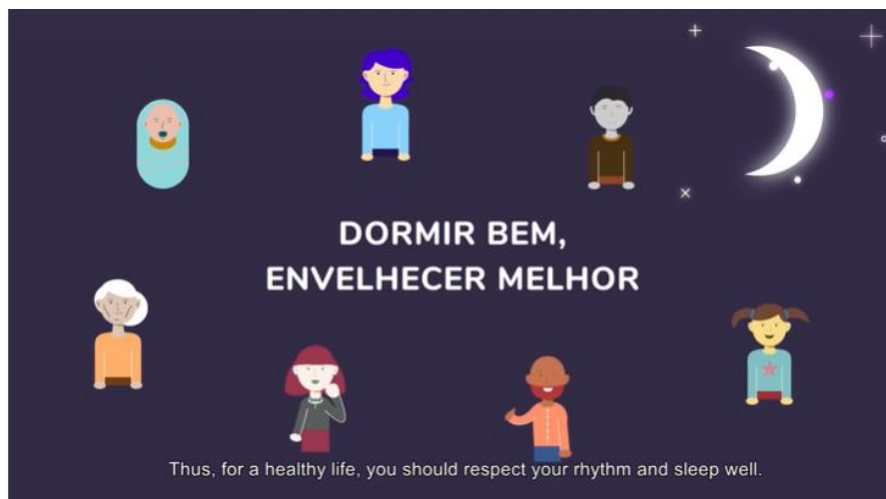 DORMIR BEM,
ENVELHECER MELHOR
Thus, for a healthy life, you should respect your rhythm and sleep well.